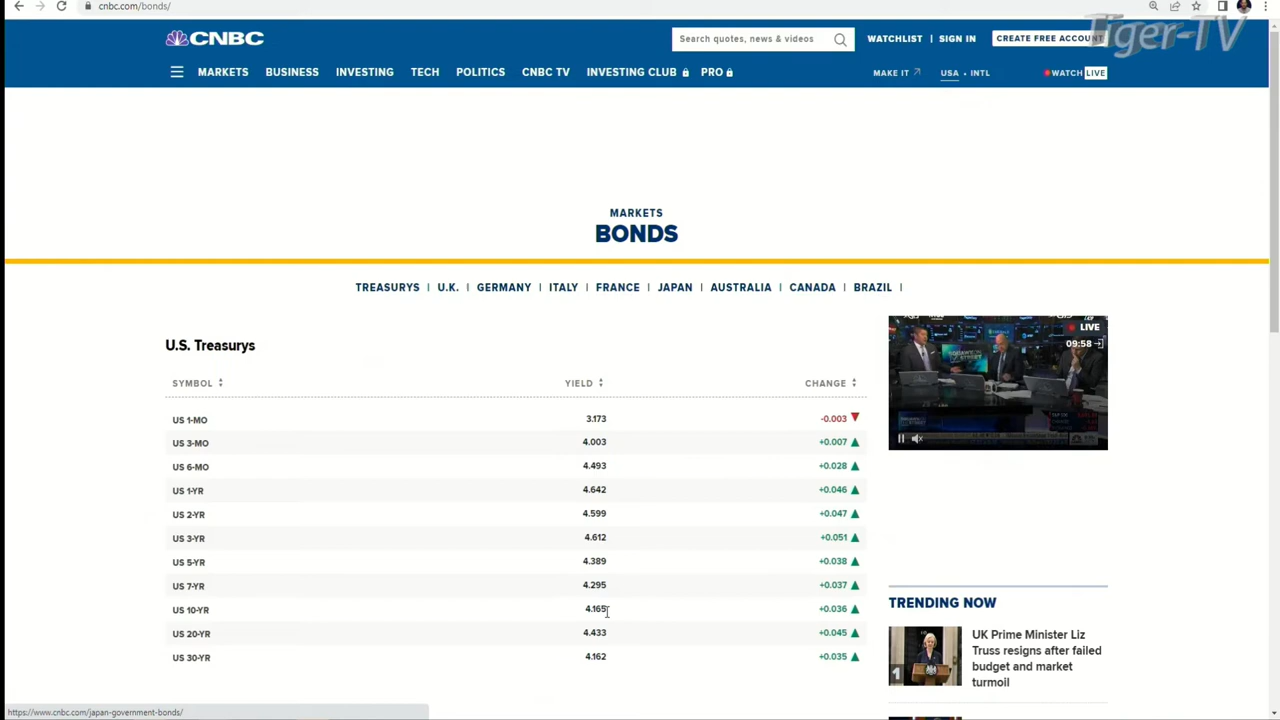 cnbc.com/bonds/
Tiger-TV
CNBC
Search quotes, news & videos
WATCHLIST | SIGN IN
CREATE FREE ACCOUNT
MARKETS BUSINESS INVESTING TECH POLITICS CNBC TV INVESTING CLUB PRO
MAKE IT USA • INTL WATCH LIVE
MARKETS
BONDS
TREASURYS | U.K. | GERMANY | ITALY | FRANCE | JAPAN | AUSTRALIA | CANADA | BRAZIL |
U.S. Treasurys
SYMBOL YIELD CHANGE
US 1-MO 3.173 -0.003
US 3-MO 4.003 +0.007
US 6-MO 4.493 +0.028
US 1-YR 4.642 +0.046
US 2-YR 4.599 +0.047
US 3-YR 4.612 +0.051
US 5-YR 4.389 +0.038
US 7-YR 4.295 +0.037
US 10-YR 4.165 +0.036
US 20-YR 4.433 +0.045
US 30-YR 4.162 +0.035
LIVE
09:58
TRENDING NOW
1
UK Prime Minister Liz
Truss resigns after failed
budget and market
turmoil
https://www.cnbc.com/japan-government-bonds/